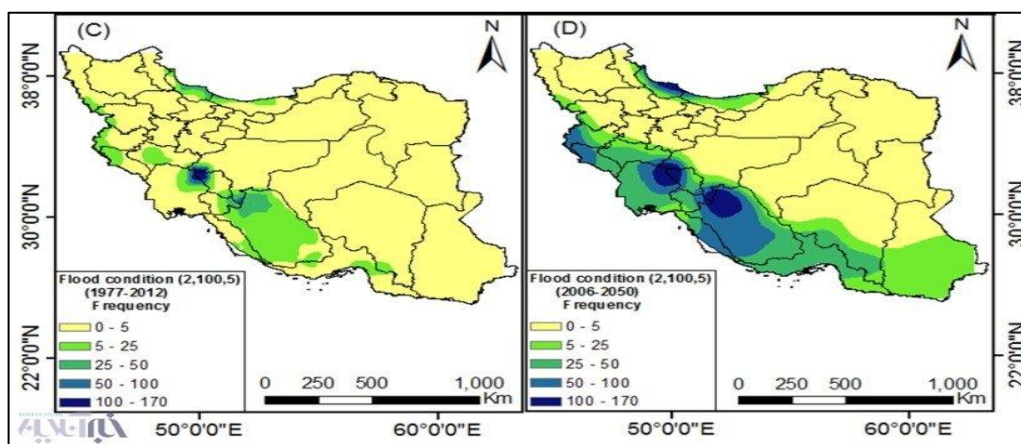 (C)
N
38°0'0"N
30°0'0"N
22°0'0"N
Flood condition (2,100,5)
(1977-2012)
Frequency
0 - 5
5 - 25
25 - 50
50 - 100
100 - 170
0 250 500 1,000
Km
50°0'0"E
60°0'0"E
(D)
N
38°0'0"N
30°0'0"N
22°0'0"N
Flood condition (2,100,5)
(2006-2050)
Frequency
0 - 5
5 - 25
25 - 50
50 - 100
100 - 170
0 250 500 1,000
Km
50°0'0"E
60°0'0"E
خبرآنلاین